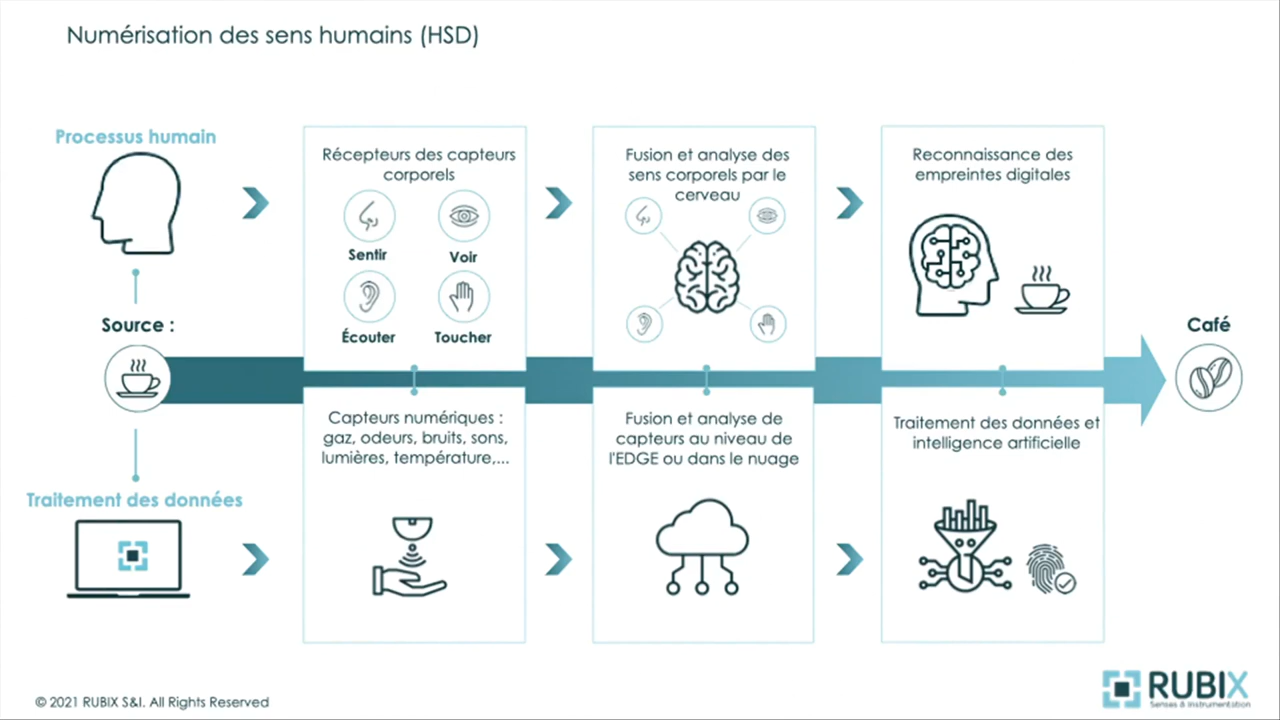 Numérisation des sens humains (HSD)
Processus humain
Récepteurs des capteurs
corporels
Sentir
Voir
Écouter
Toucher
Fusion et analyse des
sens corporels par le
cerveau
Reconnaissance des
empreintes digitales
Source :
Café
Capteurs numériques :
gaz, odeurs, bruits, sons,
lumières, température,...
Fusion et analyse de
capteurs au niveau de
l'EDGE ou dans le nuage
Traitement des données et
intelligence artificielle
Traitement des données
© 2021 RUBIX S&I. All Rights Reserved
RUBIX
Senses & Instrumentation